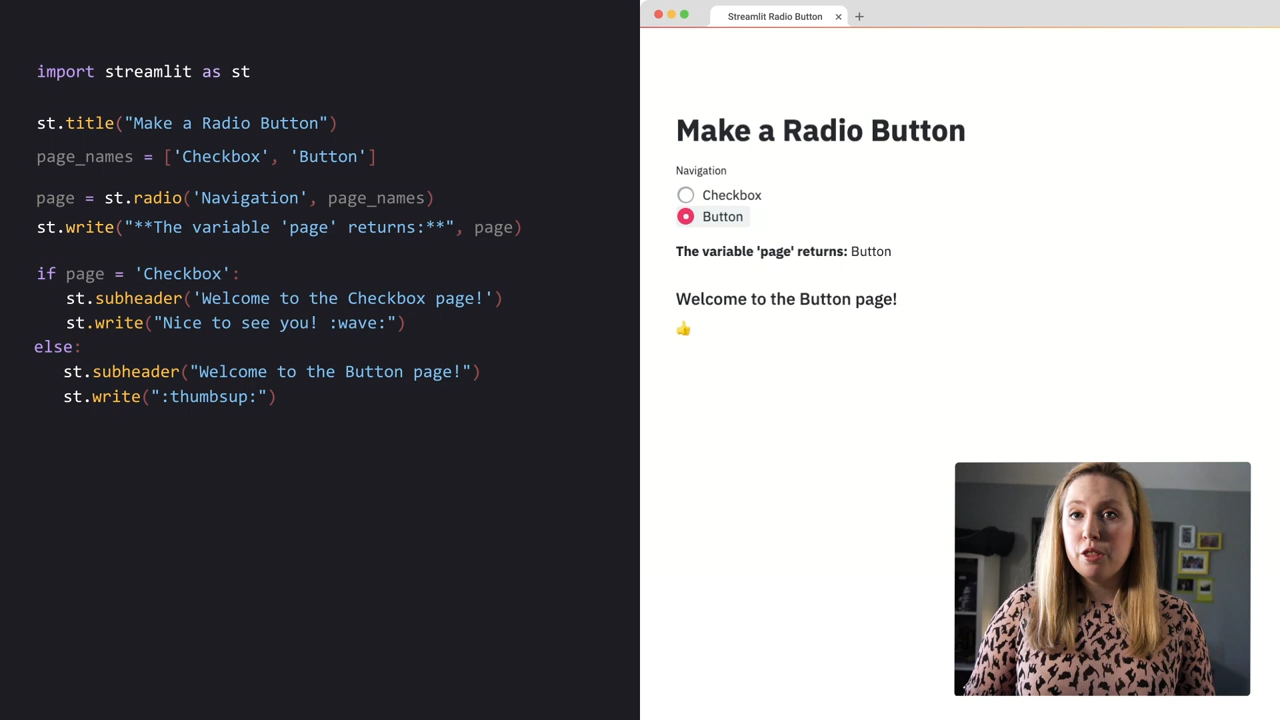 import streamlit as st
st.title("Make a Radio Button")
page_names = ['Checkbox', 'Button']
page = st.radio('Navigation', page_names)
st.write("**The variable 'page' returns:**", page)
if page = 'Checkbox':
st.subheader('Welcome to the Checkbox page!')
st.write("Nice to see you! :wave:")
else:
st.subheader("Welcome to the Button page!")
st.write(":thumbsup:")
Streamlit Radio Button × +
Make a Radio Button
Navigation
Checkbox
Button
The variable 'page' returns: Button
Welcome to the Button page!